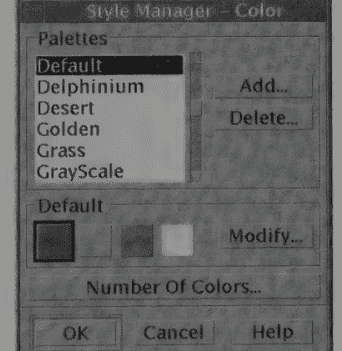 Style Manager – Color
Palettes
Default
Delphinium
Desert
Golden
Grass
GrayScale
Add...
Delete...
Default
Modify...
Number Of Colors...
OK Cancel Help